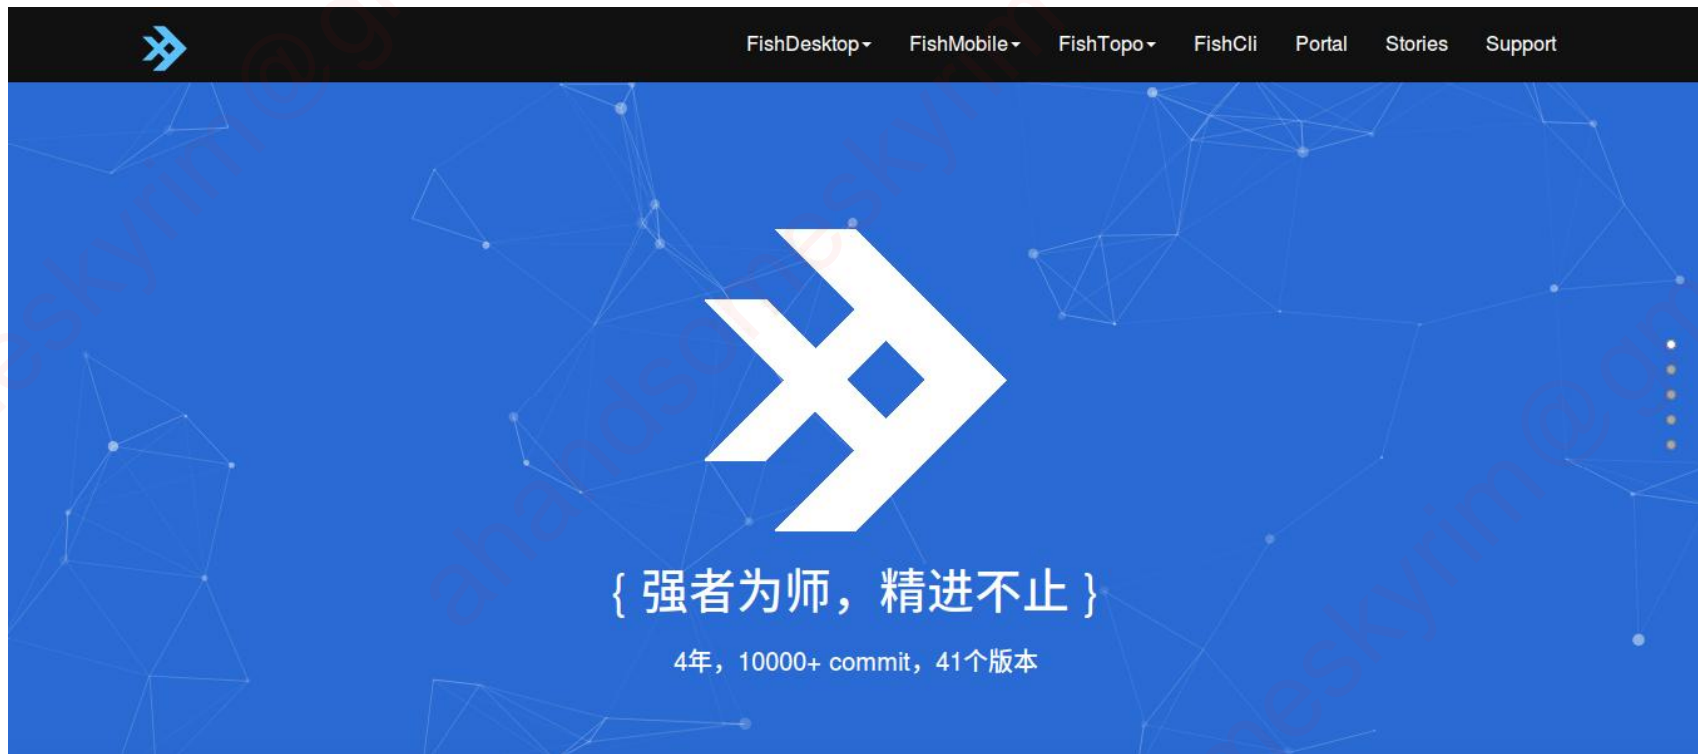 FishDesktop FishMobile FishTopo FishCli Portal Stories Support
{ 强者为师，精进不止 }
4年，10000+ commit，41个版本